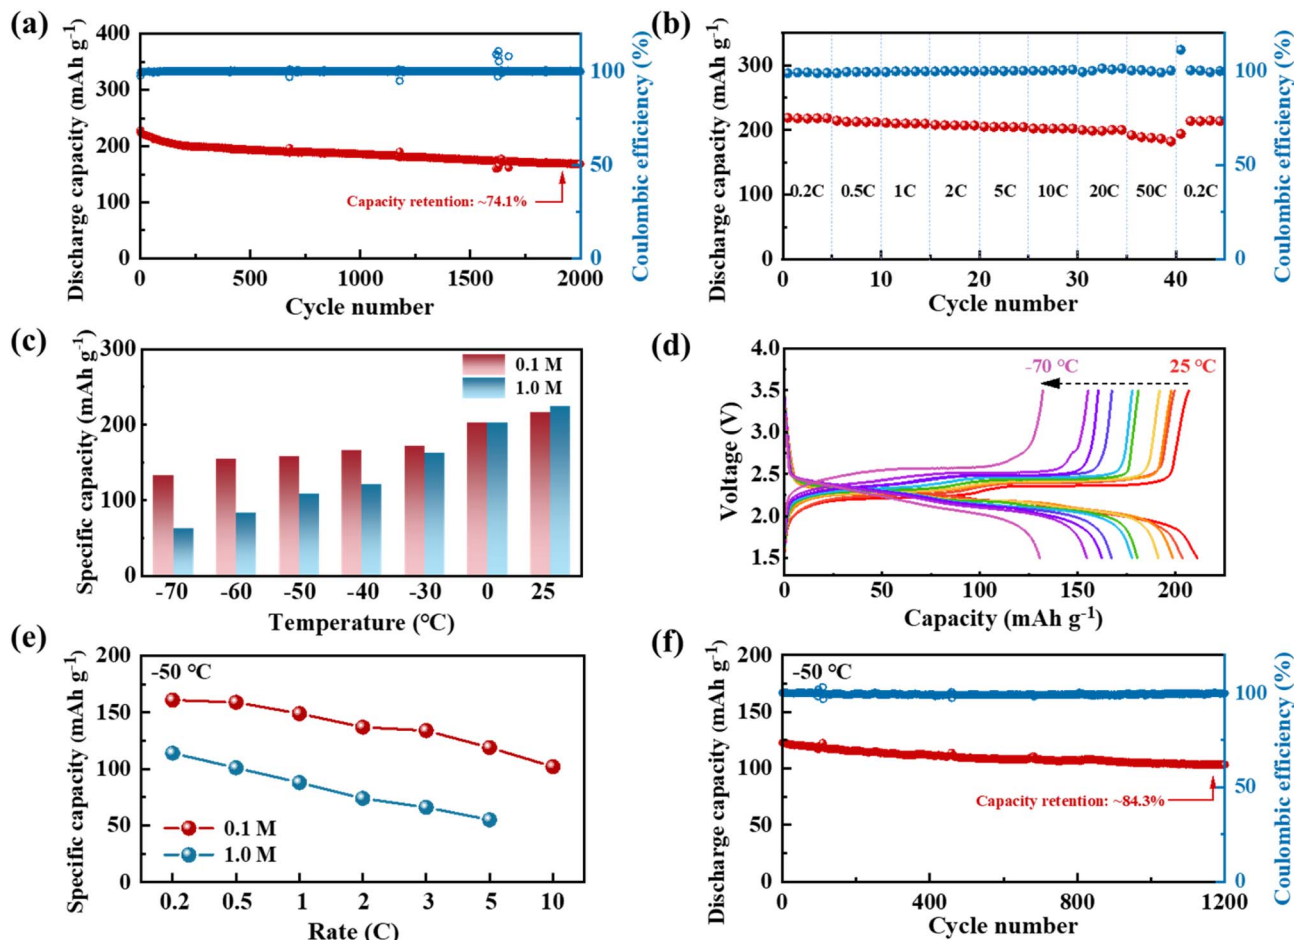 (a)
Discharge capacity (mAh g⁻¹)
400
300
200
100
0
Capacity retention: ~74.1%
100
50
0
Coulombic efficiency (%)
0
500
1000
1500
2000
Cycle number
(b)
Discharge capacity (mAh g⁻¹)
300
200
100
0
0.2C
0.5C
1C
2C
5C
10C
20C
50C
0.2C
100
50
0
Coulombic efficiency (%)
0
10
20
30
40
Cycle number
(c)
Specific capacity (mAh g⁻¹)
300
200
100
0
0.1 M
1.0 M
-70
-60
-50
-40
-30
0
25
Temperature (°C)
(d)
Voltage (V)
4.0
3.5
3.0
2.5
2.0
1.5
-70 °C
25 °C
0
50
100
150
200
Capacity (mAh g⁻¹)
(e)
Specific capacity (mAh g⁻¹)
200
150
100
50
0
-50 °C
0.1 M
1.0 M
0.2
0.5
1
2
3
5
10
Rate (C)
(f)
Discharge capacity (mAh g⁻¹)
200
150
100
50
0
-50 °C
Capacity retention: ~84.3%
100
50
0
Coulombic efficiency (%)
0
400
800
1200
Cycle number